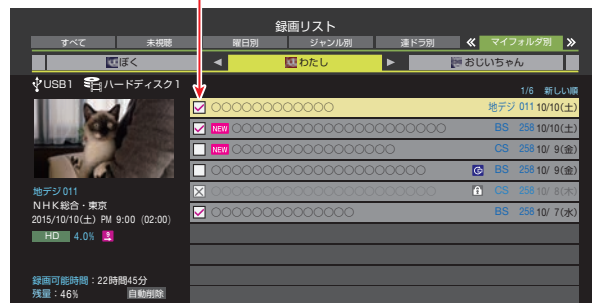 録画リスト
すべて 未視聴 曜日別 ジャンル別 連ドラ別 マイフォルダ別
ぼく わたし おじいちゃん
USB1 ハードディスク1
1/6 新しい順
○○○○○○○○○○○○ 地デジ 011 10/10(土)
NEW ○○○○○○○○○○○○○○○○○○○○ BS 258 10/10(土)
NEW ○○○○○○○○○○○○○○○ CS 258 10/ 9(金)
○○○○○○○○○○○○○○○○○○○○○ BS 258 10/ 9(金)
○○○○○○○○○○○○○○○○○○○○○○ CS 258 10/ 8(木)
○○○○○○○○○○○○○○ BS 258 10/ 7(水)
地デジ 011
NHK総合・東京
2015/10/10(土) PM 9:00 (02:00)
HD 4.0%
録画可能時間:22時間45分
残量:46% 自動削除